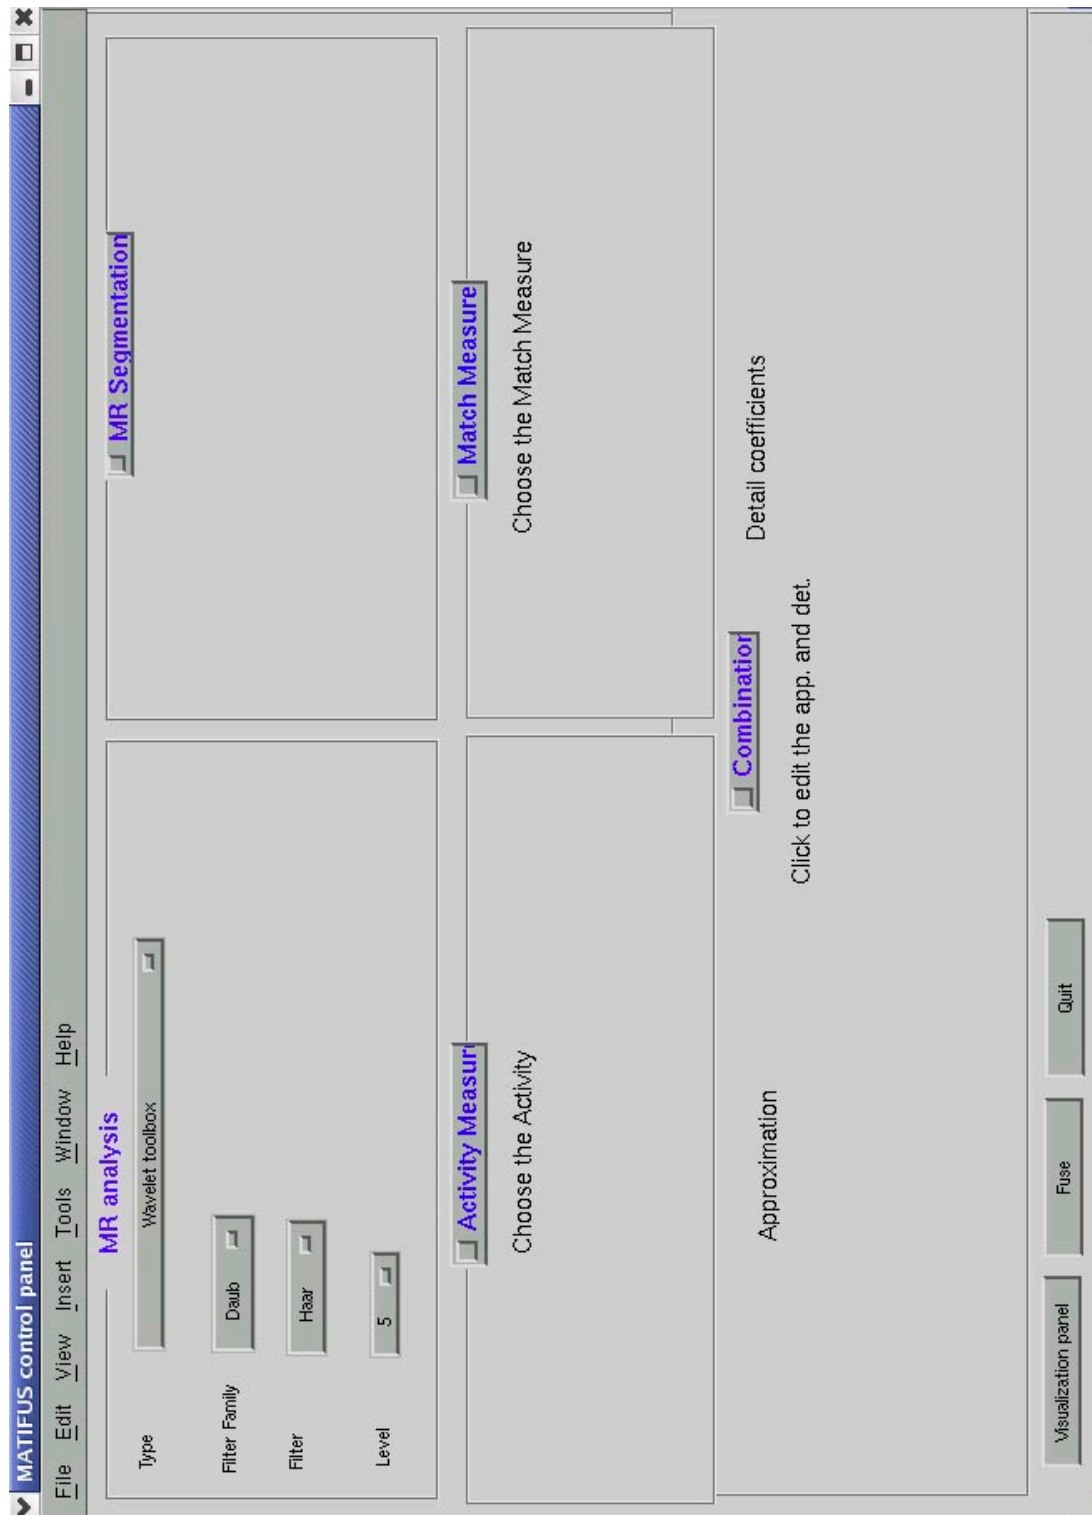 MATIFUS control panel
File Edit View Insert Tools Window Help
MR analysis
Type
Wavelet toolbox
Filter Family
Daub
Filter
Haar
Level
5
MR Segmentation
Activity Measur
Choose the Activity
Match Measure
Choose the Match Measure
Combination
Approximation
Detail coefficients
Click to edit the app. and det.
Visualization panel
Fuse
Quit